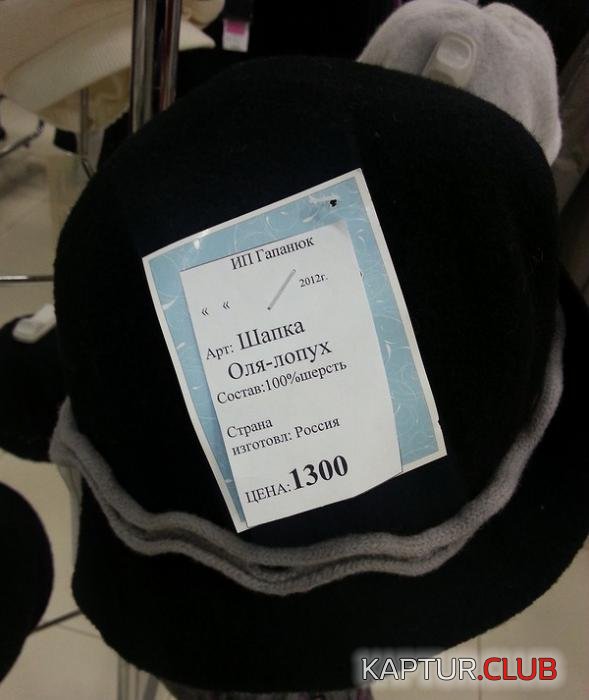 ИП Гапанюк
« « 2012г.
Арт: Шапка
Оля-лопух
Состав:100%шерсть
Страна
изготовл: Россия
ЦЕНА:1300
KAPTUR.CLUB